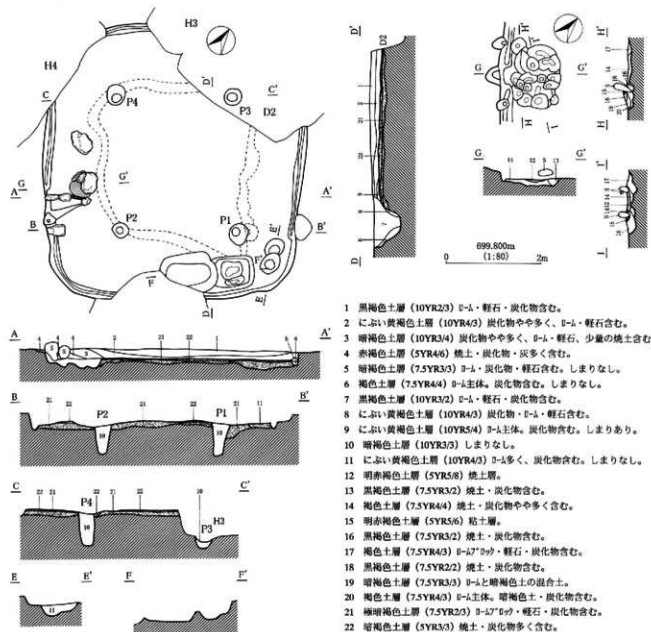 H3
H4
D'
C'
C
P4
P3
D2
G
G'
A
A'
B
P2
P1
B'
F'
E'
F
E
D
A
A'
B
P2
P1
B'
C
P4
C'
P3
H3
E
E'
F
F'
D'
D2
D
H'
I'
G
G'
H
I
G
G'
H'
H
I'
I
699.800m
0 (1:80) 2m
1 黒褐色土層(10YR2/3)ローム・軽石・炭化物含む。
2 にぶい黄褐色土層(10YR4/3)炭化物やや多く、ローム・軽石含む。
3 暗褐色土層(10YR3/4)炭化物やや多く、ローム・軽石、少量の焼土含む。
4 赤褐色土層(5YR4/6)焼土・炭化物・灰多く含む。
5 暗褐色土層(7.5YR3/3)ローム・炭化物・軽石含む。しまりなし。
6 褐色土層(7.5YR4/4)ローム主体。炭化物含む。しまりなし。
7 黒褐色土層(10YR3/2)ローム・軽石・炭化物含む。
8 にぶい黄褐色土層(10YR4/3)炭化物・ローム・軽石含む。
9 にぶい黄褐色土層(10YR5/4)ローム主体。炭化物含む。しまりあり。
10 暗褐色土層(10YR3/3)しまりなし。
11 にぶい黄褐色土層(10YR4/3)ローム多く、炭化物含む。しまりなし。
12 明赤褐色土層(5YR5/8)焼土層。
13 黒褐色土層(7.5YR3/2)焼土・炭化物含む。
14 褐色土層(7.5YR4/4)焼土・炭化物やや多く含む。
15 明赤褐色土層(5YR5/6)粘土層。
16 黒褐色土層(7.5YR3/2)焼土・炭化物含む。
17 褐色土層(7.5YR4/3)ロームブロック・軽石・炭化物含む。
18 黒褐色土層(7.5YR2/2)焼土・炭化物含む。
19 暗褐色土層(7.5YR3/3)ロームと暗褐色土の混合土。
20 褐色土層(7.5YR4/3)ローム主体。暗褐色土・炭化物含む。
21 極暗褐色土層(7.5YR2/3)ロームブロック・軽石・炭化物含む。
22 暗褐色土層(5YR3/3)焼土・炭化物多く含む。